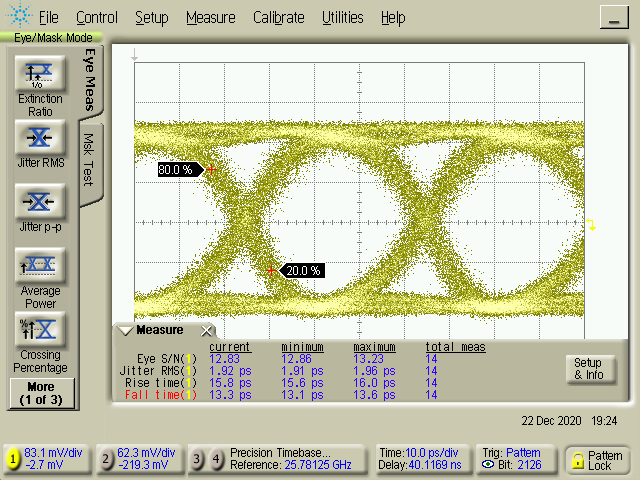 File Control Setup Measure Calibrate Utilities Help
Eye/Mask Mode
Eye Meas
Msk Test
1/0
Extinction
Ratio
Jitter RMS
Jitter p-p
Average
Power
%
Crossing
Percentage
More
(1 of 3)
80.0 %
20.0 %
Measure
current minimum maximum total meas
Eye S/N(1) 12.83 12.86 13.23 14
Jitter RMS(1) 1.92 ps 1.91 ps 1.96 ps 14
Rise time(1) 15.8 ps 15.6 ps 16.0 ps 14
Fall time(1) 13.3 ps 13.1 ps 13.6 ps 14
Setup
& Info
22 Dec 2020 19:24
1 83.1 mV/div
-2.7 mV
2 62.3 mV/div
-219.3 mV
3 4
Precision Timebase...
Reference: 25.78125 GHz
Time:10.0 ps/div
Delay:40.1169 ns
Trig: Pattern
Bit: 2126
Pattern
Lock